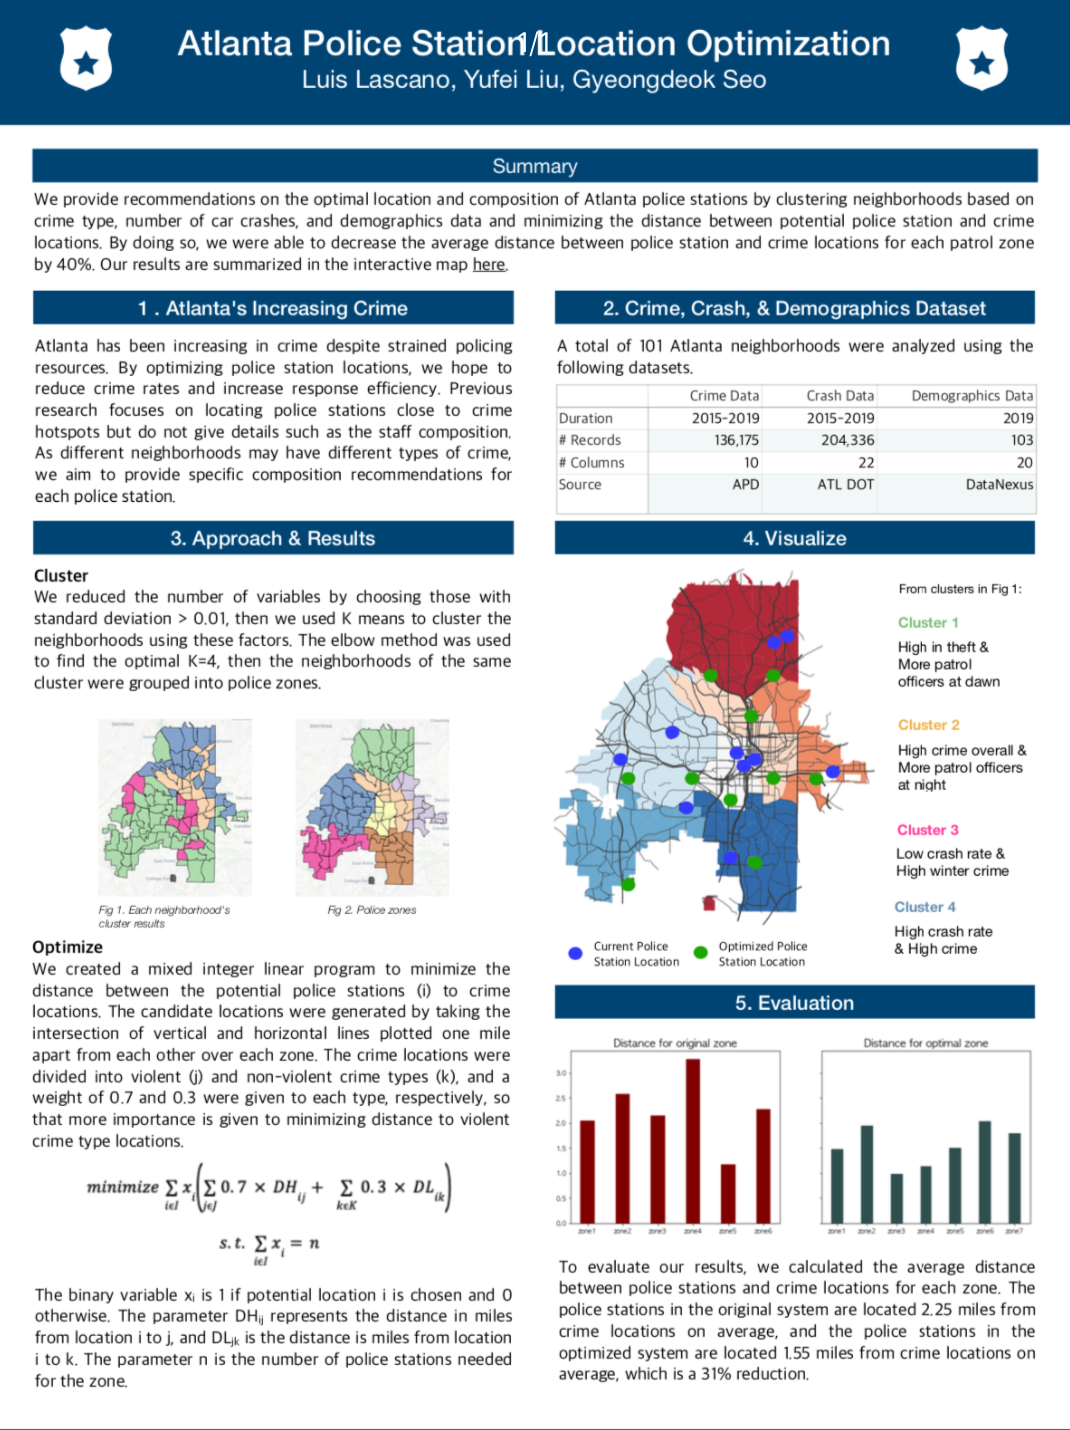 Atlanta Police Station Location Optimization
1/1
Luis Lascano, Yufei Liu, Gyeongdeok Seo
Summary
We provide recommendations on the optimal location and composition of Atlanta police stations by clustering neighborhoods based on
crime type, number of car crashes, and demographics data and minimizing the distance between potential police station and crime
locations. By doing so, we were able to decrease the average distance between police station and crime locations for each patrol zone
by 40%. Our results are summarized in the interactive map here.
1 . Atlanta's Increasing Crime
Atlanta has been increasing in crime despite strained policing
resources. By optimizing police station locations, we hope to
reduce crime rates and increase response efficiency. Previous
research focuses on locating police stations close to crime
hotspots but do not give details such as the staff composition.
As different neighborhoods may have different types of crime,
we aim to provide specific composition recommendations for
each police station.
2. Crime, Crash, & Demographics Dataset
A total of 101 Atlanta neighborhoods were analyzed using the
following datasets.
Crime Data Crash Data Demographics Data
Duration 2015-2019 2015-2019 2019
# Records 136,175 204,336 103
# Columns 10 22 20
Source APD ATL DOT DataNexus
3. Approach & Results
Cluster
We reduced the number of variables by choosing those with
standard deviation > 0.01, then we used K means to cluster the
neighborhoods using these factors. The elbow method was used
to find the optimal K=4, then the neighborhoods of the same
cluster were grouped into police zones.
Fig 1. Each neighborhood's
cluster results
Fig 2. Police zones
Optimize
We created a mixed integer linear program to minimize the
distance between the potential police stations (i) to crime
locations. The candidate locations were generated by taking the
intersection of vertical and horizontal lines plotted one mile
apart from each other over each zone. The crime locations were
divided into violent (j) and non-violent crime types (k), and a
weight of 0.7 and 0.3 were given to each type, respectively, so
that more importance is given to minimizing distance to violent
crime type locations.
minimize ∑_{i∈I} x_i (∑_{j∈J} 0.7 × DH_ij + ∑_{k∈K} 0.3 × DL_ik)
s.t. ∑_{i∈I} x_i = n
The binary variable xᵢ is 1 if potential location i is chosen and 0
otherwise. The parameter DHij represents the distance in miles
from location i to j, and DLjk is the distance is miles from location
i to k. The parameter n is the number of police stations needed
for the zone.
4. Visualize
From clusters in Fig 1:
Cluster 1
High in theft &
More patrol
officers at dawn
Cluster 2
High crime overall &
More patrol officers
at night
Cluster 3
Low crash rate &
High winter crime
Cluster 4
High crash rate
& High crime
Current Police
Station Location
Optimized Police
Station Location
5. Evaluation
Distance for original zone
3.0
2.5
2.0
1.5
1.0
0.5
0.0
zone1 zone2 zone3 zone4 zone5 zone6
Distance for optimal zone
zone1 zone2 zone3 zone4 zone5 zone6 zone7
To evaluate our results, we calculated the average distance
between police stations and crime locations for each zone. The
police stations in the original system are located 2.25 miles from
crime locations on average, and the police stations in the
optimized system are located 1.55 miles from crime locations on
average, which is a 31% reduction.